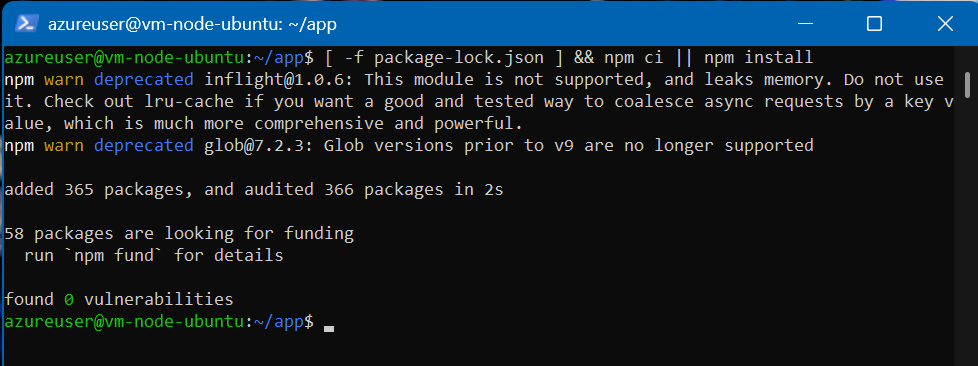 azureuser@vm-node-ubuntu: ~/app
azureuser@vm-node-ubuntu:~/app$ [ -f package-lock.json ] && npm ci || npm install
npm warn deprecated inflight@1.0.6: This module is not supported, and leaks memory. Do not use
it. Check out lru-cache if you want a good and tested way to coalesce async requests by a key v
alue, which is much more comprehensive and powerful.
npm warn deprecated glob@7.2.3: Glob versions prior to v9 are no longer supported
added 365 packages, and audited 366 packages in 2s
58 packages are looking for funding
run `npm fund` for details
found 0 vulnerabilities
azureuser@vm-node-ubuntu:~/app$